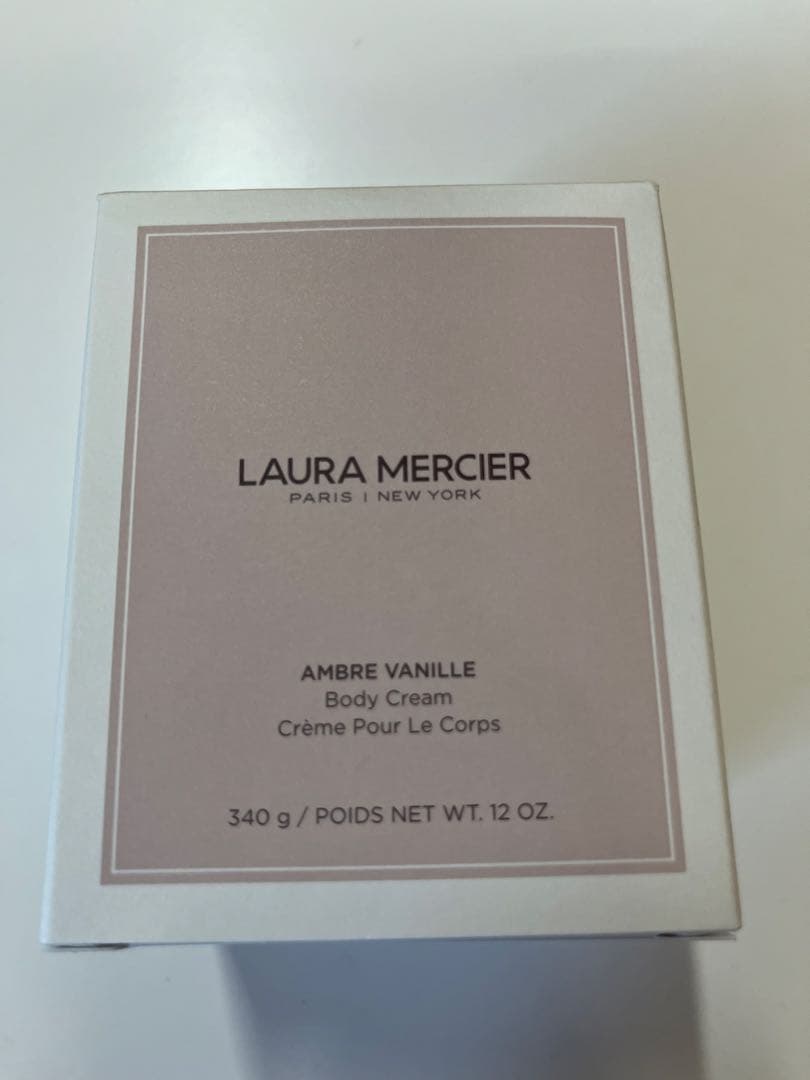 LAURA MERCIER
PARIS | NEW YORK
AMBRE VANILLE
Body Cream
Crème Pour Le Corps
340 g / POIDS NET WT. 12 OZ.